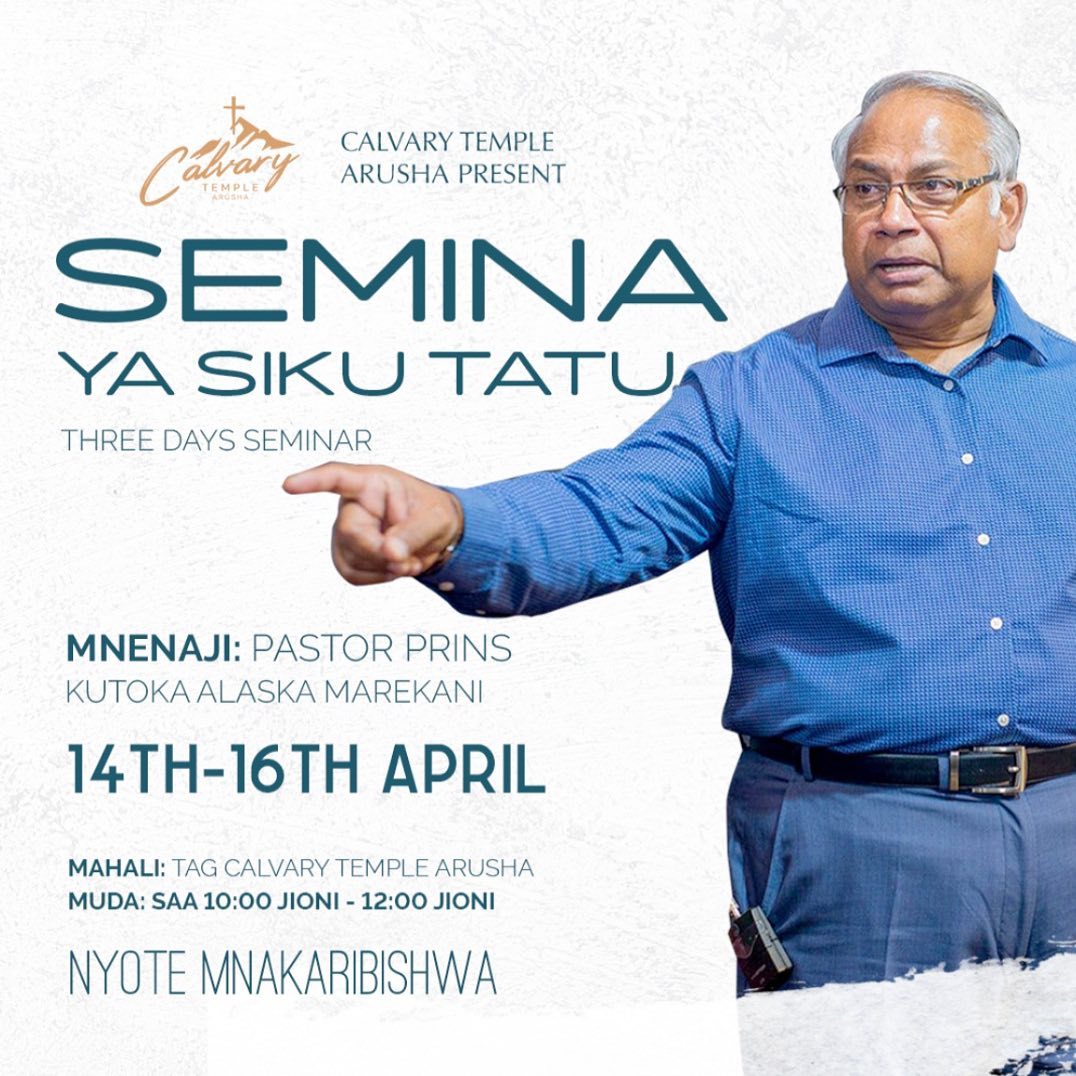 Calvary
TEMPLE
ARUSHA
CALVARY TEMPLE
ARUSHA PRESENT
SEMINA
YA SIKU TATU
THREE DAYS SEMINAR
MNENAJI: PASTOR PRINS
KUTOKA ALASKA MAREKANI
14TH-16TH APRIL
MAHALI: TAG CALVARY TEMPLE ARUSHA
MUDA: SAA 10:00 JIONI - 12:00 JIONI
NYOTE MNAKARIBISHWA